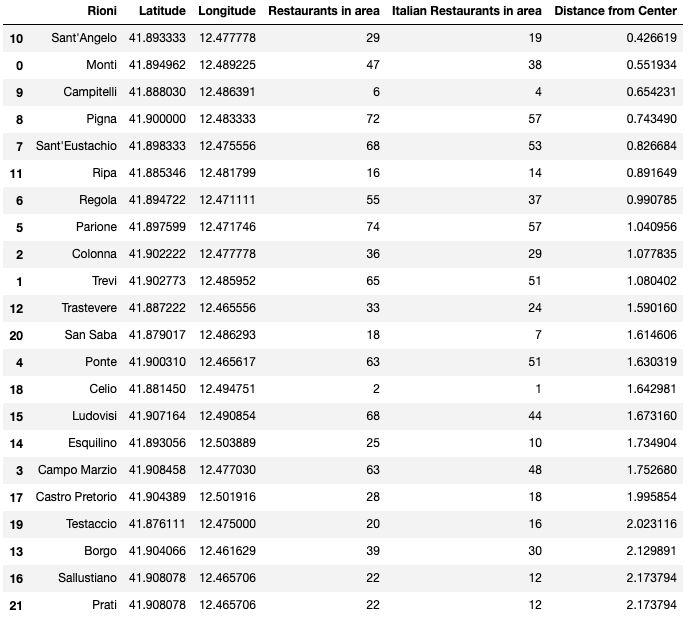 Rioni Latitude Longitude Restaurants in area Italian Restaurants in area Distance from Center
10 Sant'Angelo 41.893333 12.477778 29 19 0.426619
0 Monti 41.894962 12.489225 47 38 0.551934
9 Campitelli 41.888030 12.486391 6 4 0.654231
8 Pigna 41.900000 12.483333 72 57 0.743490
7 Sant'Eustachio 41.898333 12.475556 68 53 0.826684
11 Ripa 41.885346 12.481799 16 14 0.891649
6 Regola 41.894722 12.471111 55 37 0.990785
5 Parione 41.897599 12.471746 74 57 1.040956
2 Colonna 41.902222 12.477778 36 29 1.077835
1 Trevi 41.902773 12.485952 65 51 1.080402
12 Trastevere 41.887222 12.465556 33 24 1.590160
20 San Saba 41.879017 12.486293 18 7 1.614606
4 Ponte 41.900310 12.465617 63 51 1.630319
18 Celio 41.881450 12.494751 2 1 1.642981
15 Ludovisi 41.907164 12.490854 68 44 1.673160
14 Esquilino 41.893056 12.503889 25 10 1.734904
3 Campo Marzio 41.908458 12.477030 63 48 1.752680
17 Castro Pretorio 41.904389 12.501916 28 18 1.995854
19 Testaccio 41.876111 12.475000 20 16 2.023116
13 Borgo 41.904066 12.461629 39 30 2.129891
16 Sallustiano 41.908078 12.465706 22 12 2.173794
21 Prati 41.908078 12.465706 22 12 2.173794